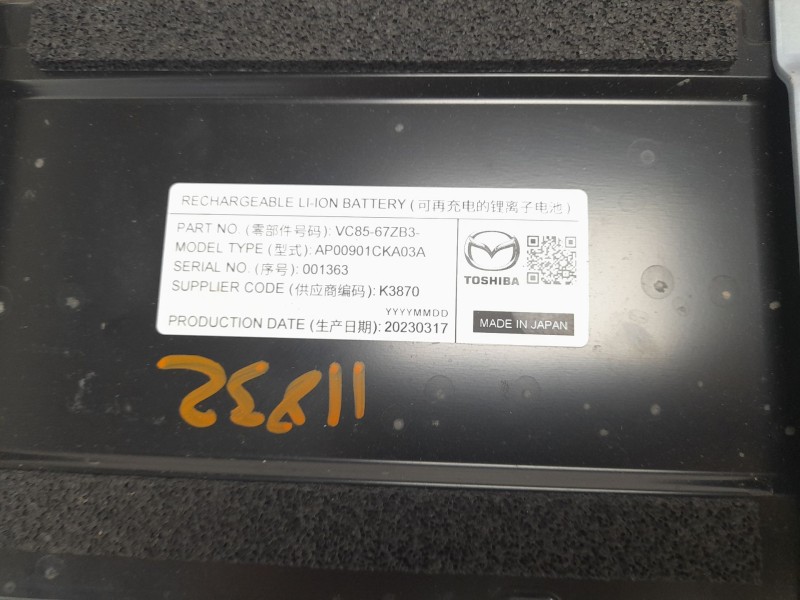 RECHARGEABLE LI-ION BATTERY (可再充电的锂离子电池)
PART NO. (零部件号码): VC85-67ZB3-
MODEL TYPE (型式): AP00901CKA03A
SERIAL NO. (序号): 001363
SUPPLIER CODE (供应商编码): K3870
YYYYMMDD
PRODUCTION DATE (生产日期): 20230317
TOSHIBA
MADE IN JAPAN
11832